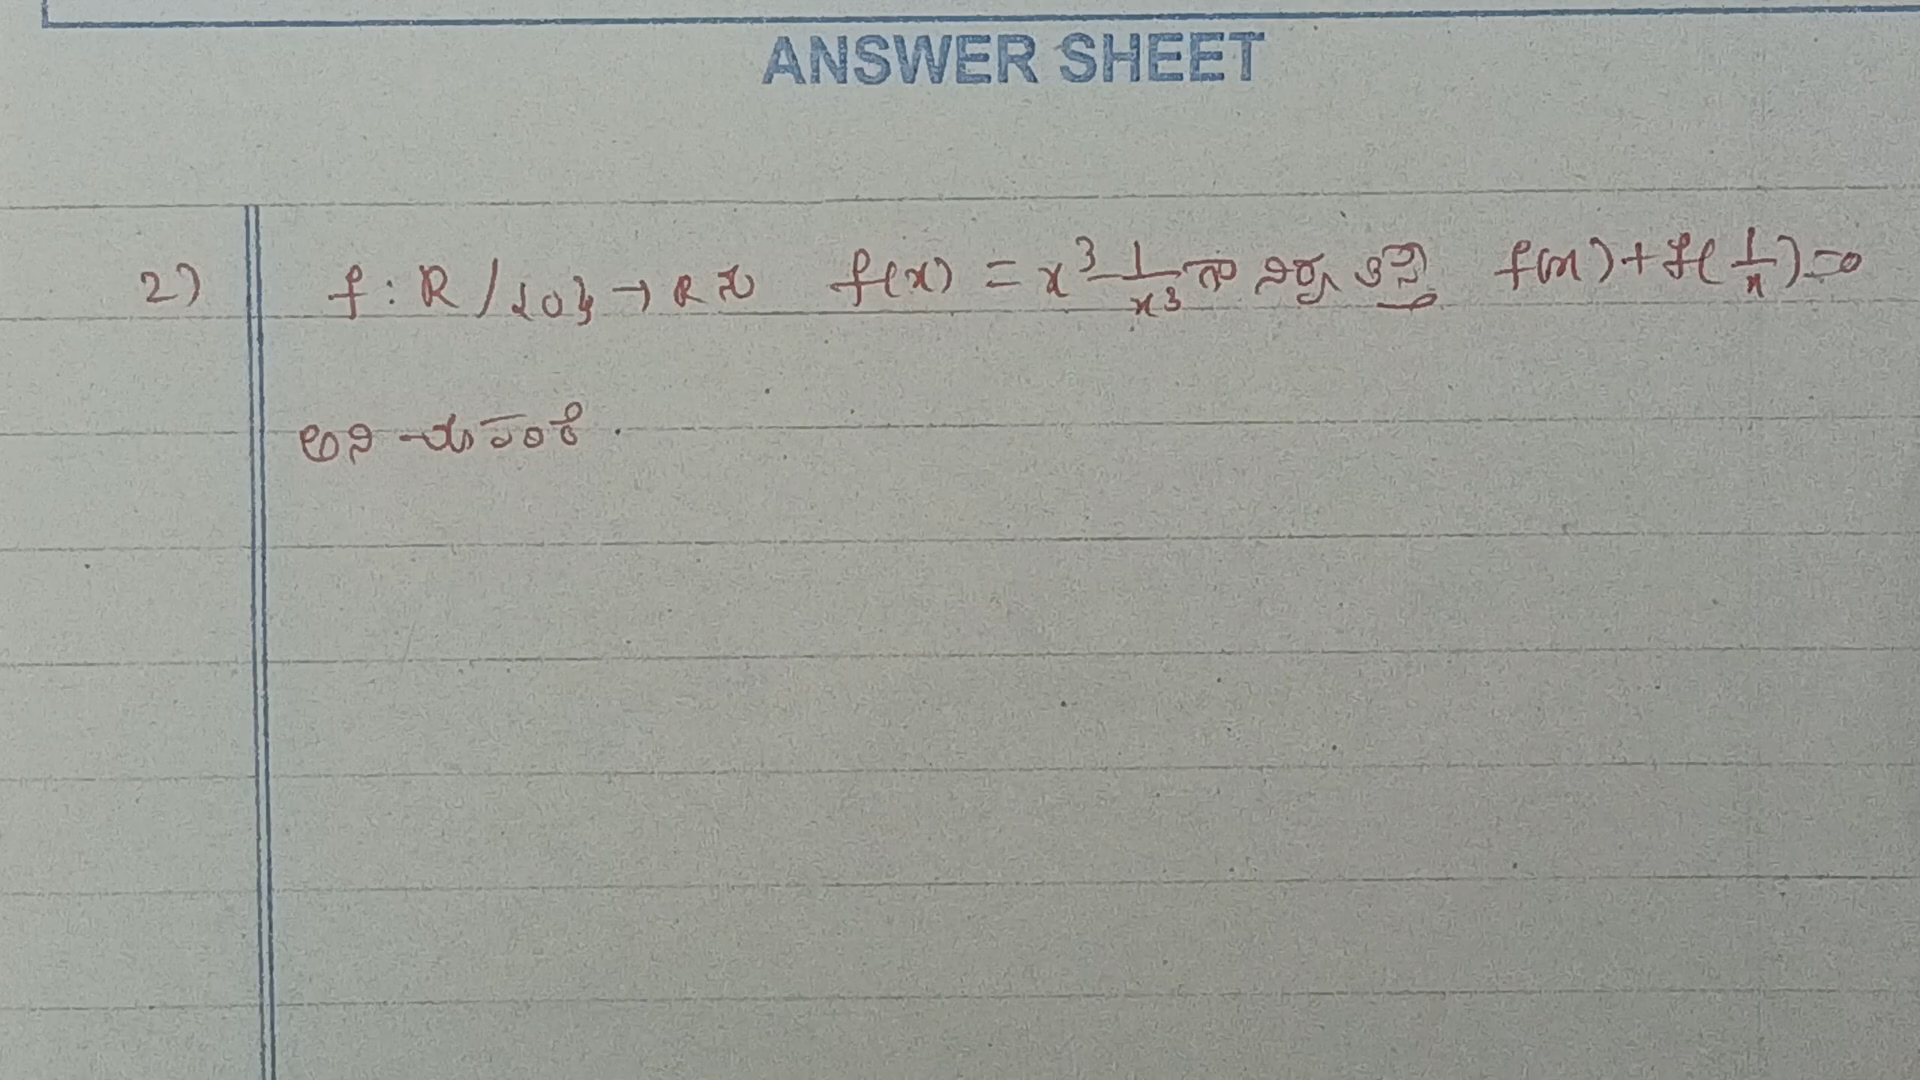 ANSWER SHEET
2) f : R / {0} → R ను f(x) = x³ - 1/x³ గా నిర్వచిస్తే f(x) + f(1/x) = 0
అని చూపండి.